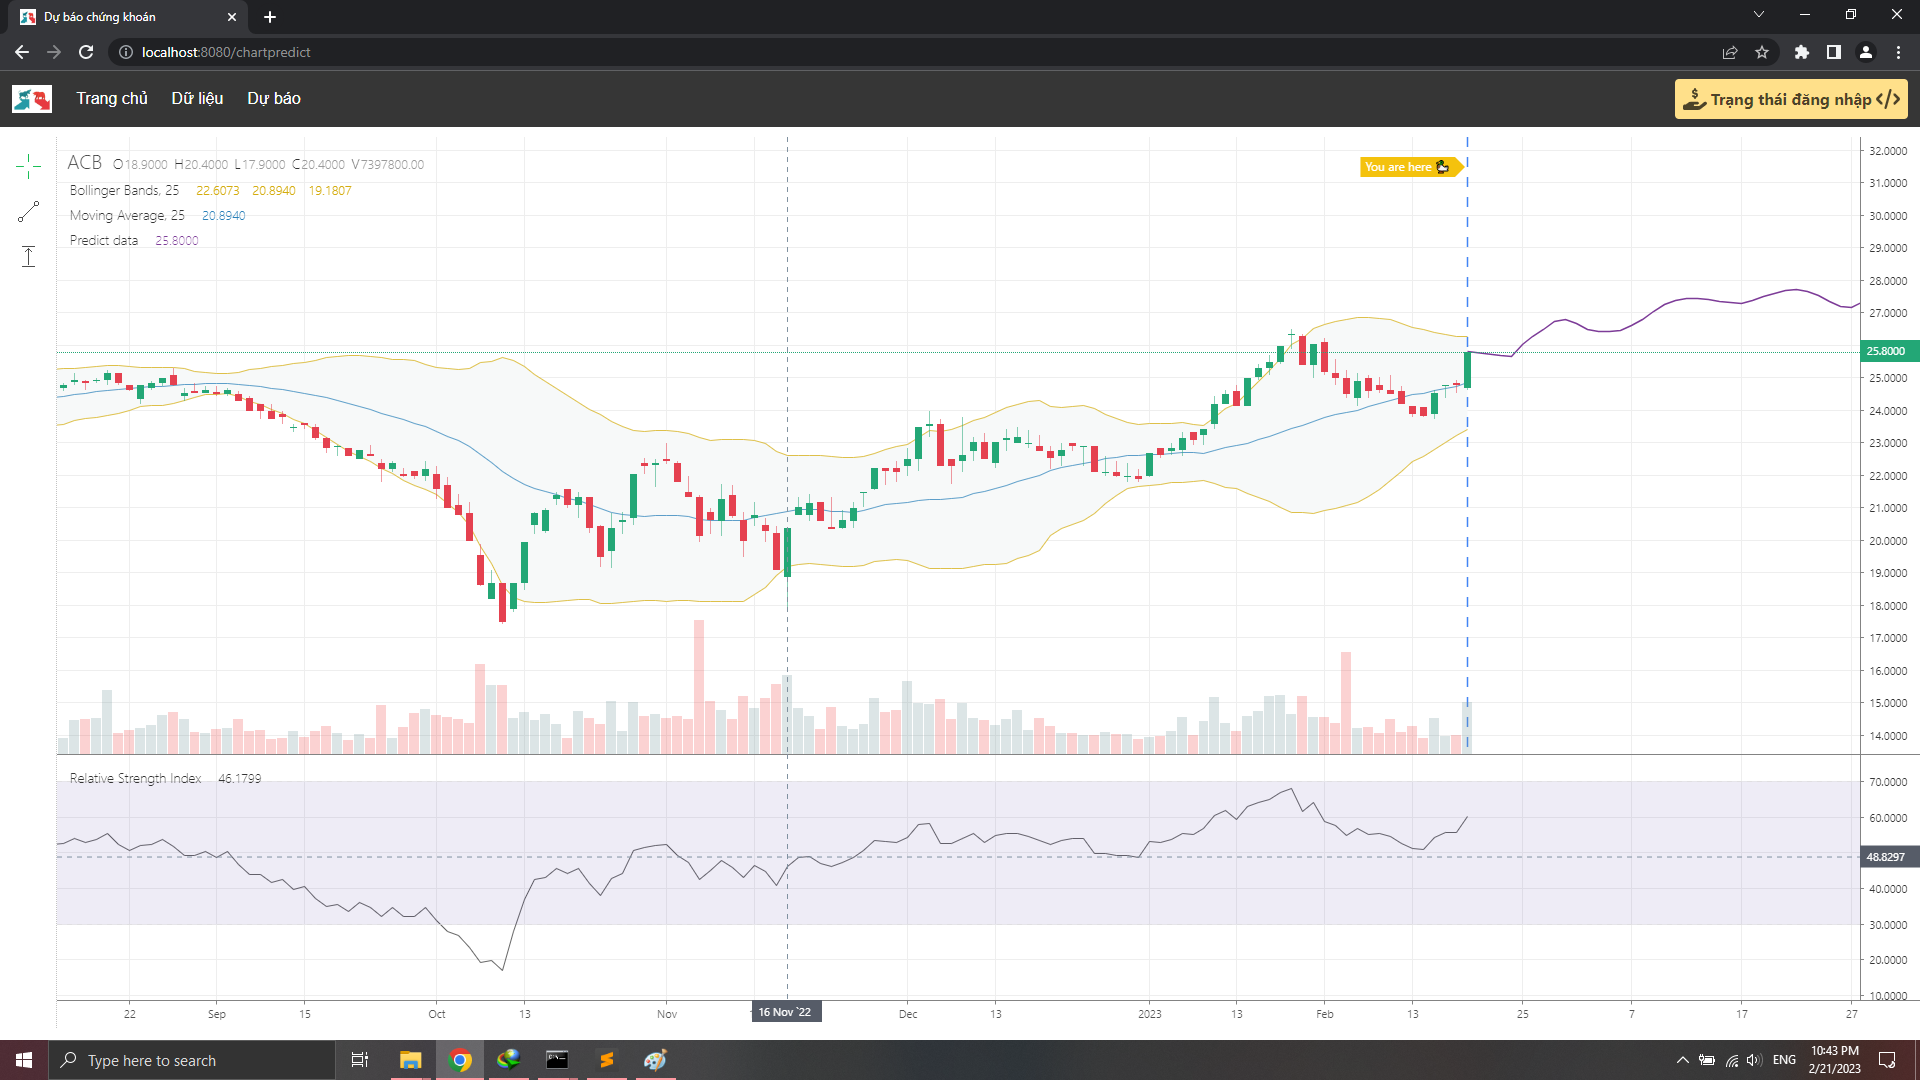 Dự báo chứng khoán
localhost:8080/chartpredict
Trang chủ Dữ liệu Dự báo
Trạng thái đăng nhập </>
ACB O18.9000 H20.4000 L17.9000 C20.4000 V7397800.00
Bollinger Bands, 25 22.6073 20.8940 19.1807
Moving Average, 25 20.8940
Predict data 25.8000
You are here
32.0000
31.0000
30.0000
29.0000
28.0000
27.0000
25.8000
25.0000
24.0000
23.0000
22.0000
21.0000
20.0000
19.0000
18.0000
17.0000
16.0000
15.0000
14.0000
Relative Strength Index 46.1799
70.0000
60.0000
48.8297
40.0000
30.0000
20.0000
10.0000
22 Sep 15 Oct 13 Nov 16 Nov `22 Dec 13 2023 13 Feb 13 25 7 17 27
Type here to search
ENG
10:43 PM
2/21/2023